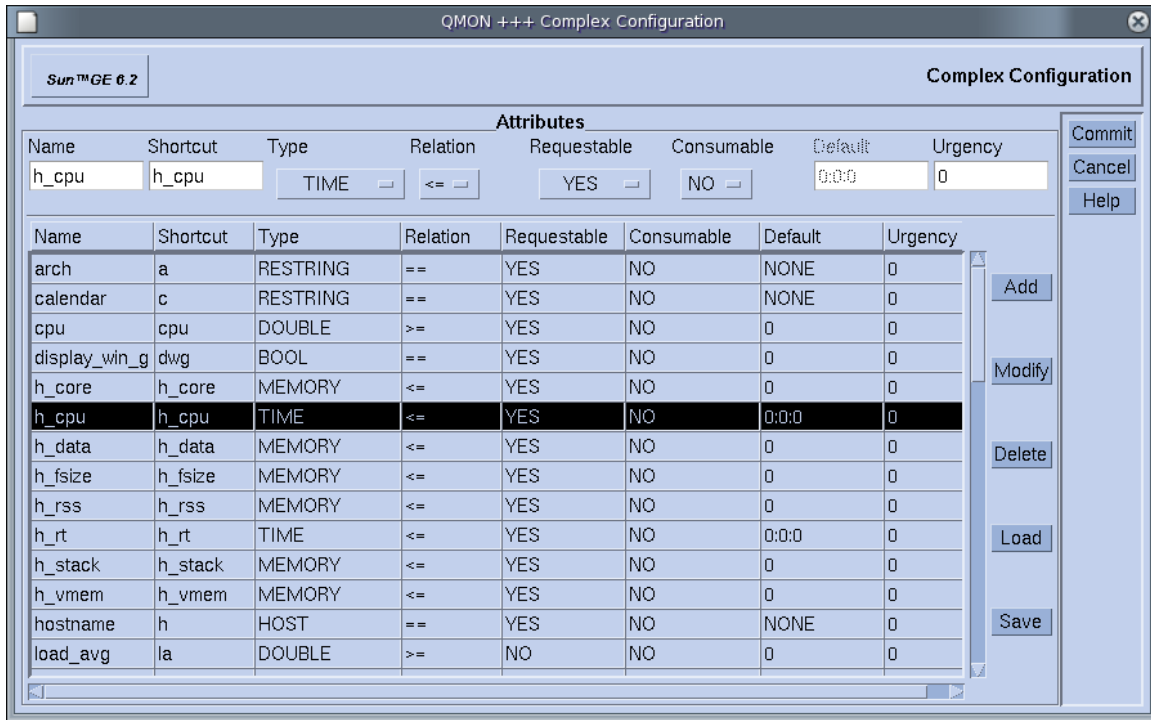 QMON +++ Complex Configuration
Sun™GE 6.2
Complex Configuration
Attributes
Name Shortcut Type Relation Requestable Consumable Default Urgency
h_cpu h_cpu TIME <= YES NO 0:0:0 0
Commit
Cancel
Help
Name Shortcut Type Relation Requestable Consumable Default Urgency
arch a RESTRING == YES NO NONE 0
calendar c RESTRING == YES NO NONE 0
cpu cpu DOUBLE >= YES NO 0 0
display_win_g dwg BOOL == YES NO 0 0
h_core h_core MEMORY <= YES NO 0 0
h_cpu h_cpu TIME <= YES NO 0:0:0 0
h_data h_data MEMORY <= YES NO 0 0
h_fsize h_fsize MEMORY <= YES NO 0 0
h_rss h_rss MEMORY <= YES NO 0 0
h_rt h_rt TIME <= YES NO 0:0:0 0
h_stack h_stack MEMORY <= YES NO 0 0
h_vmem h_vmem MEMORY <= YES NO 0 0
hostname h HOST == YES NO NONE 0
load_avg la DOUBLE >= NO NO 0 0
Add
Modify
Delete
Load
Save